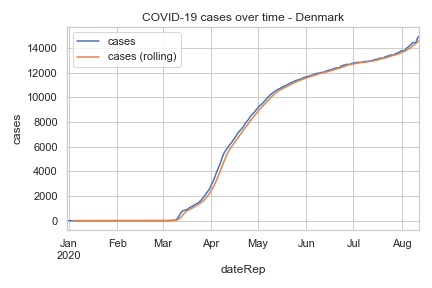 COVID-19 cases over time - Denmark
cases
cases (rolling)
14000
12000
10000
8000
6000
4000
2000
0
cases
Jan Feb Mar Apr May Jun Jul Aug
2020
dateRep